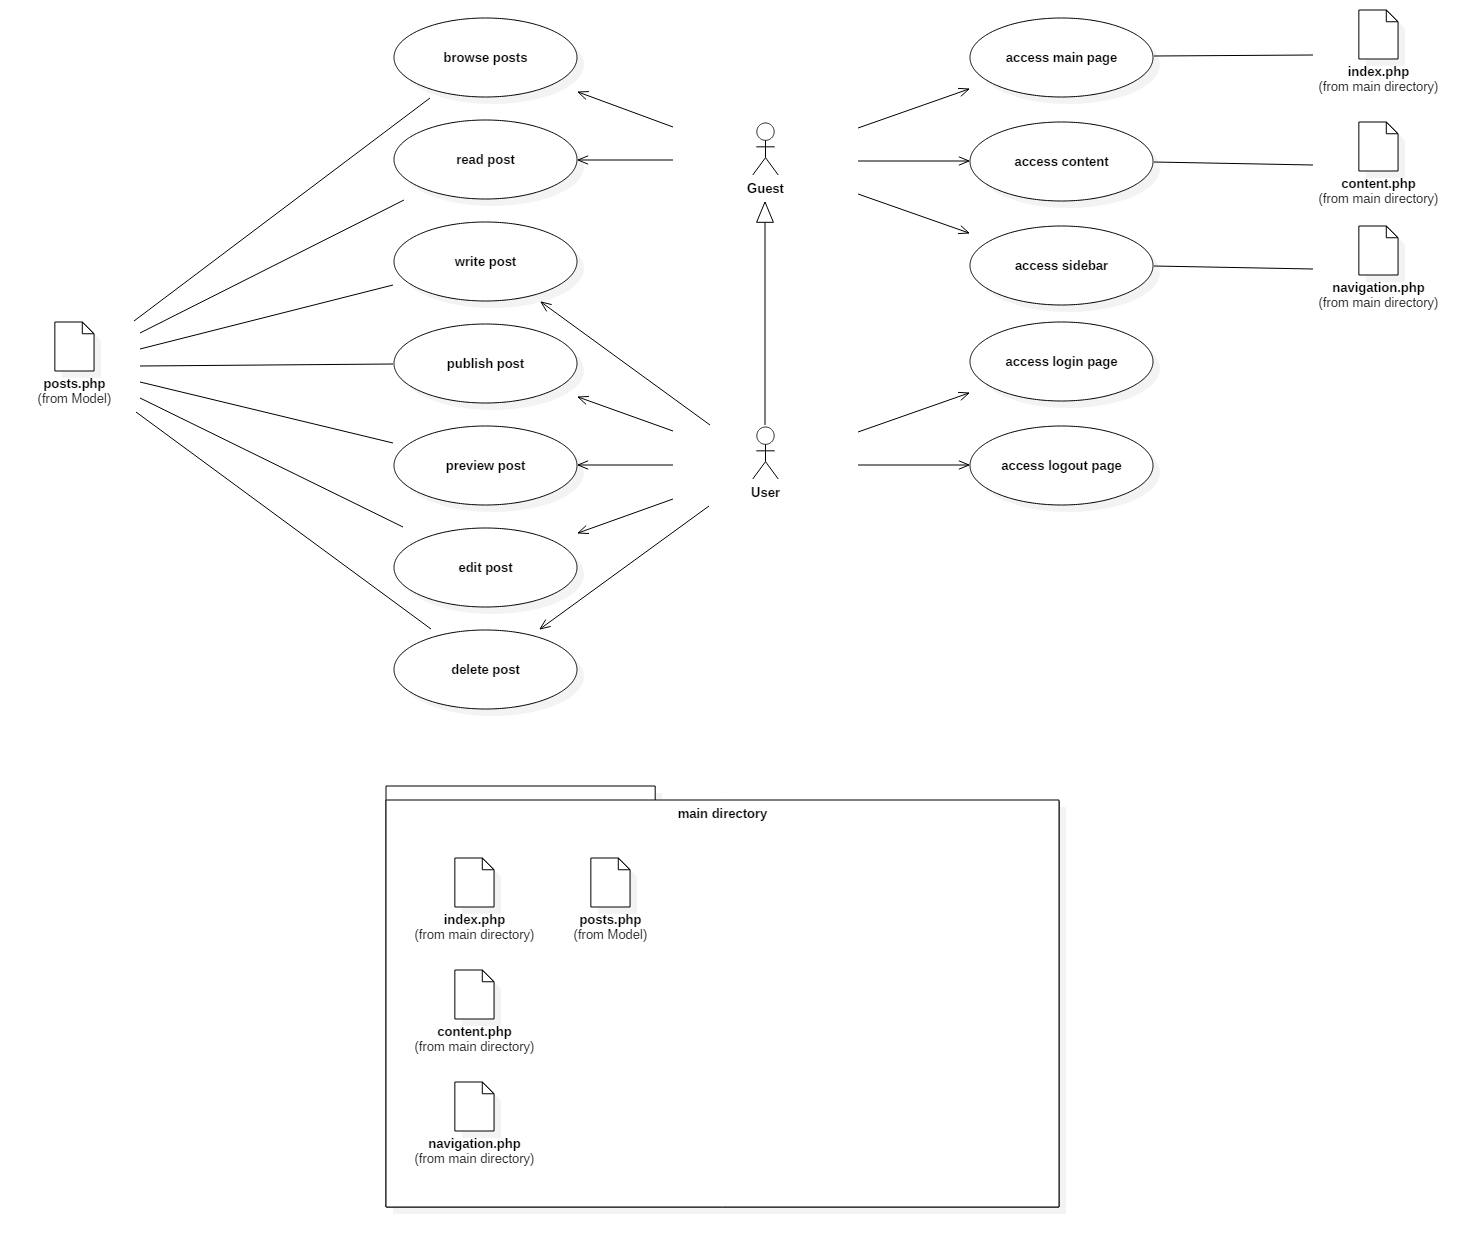 browse posts
read post
write post
publish post
preview post
edit post
delete post
posts.php
(from Model)
Guest
User
access main page
access content
access sidebar
access login page
access logout page
index.php
(from main directory)
content.php
(from main directory)
navigation.php
(from main directory)
main directory
index.php
(from main directory)
posts.php
(from Model)
content.php
(from main directory)
navigation.php
(from main directory)